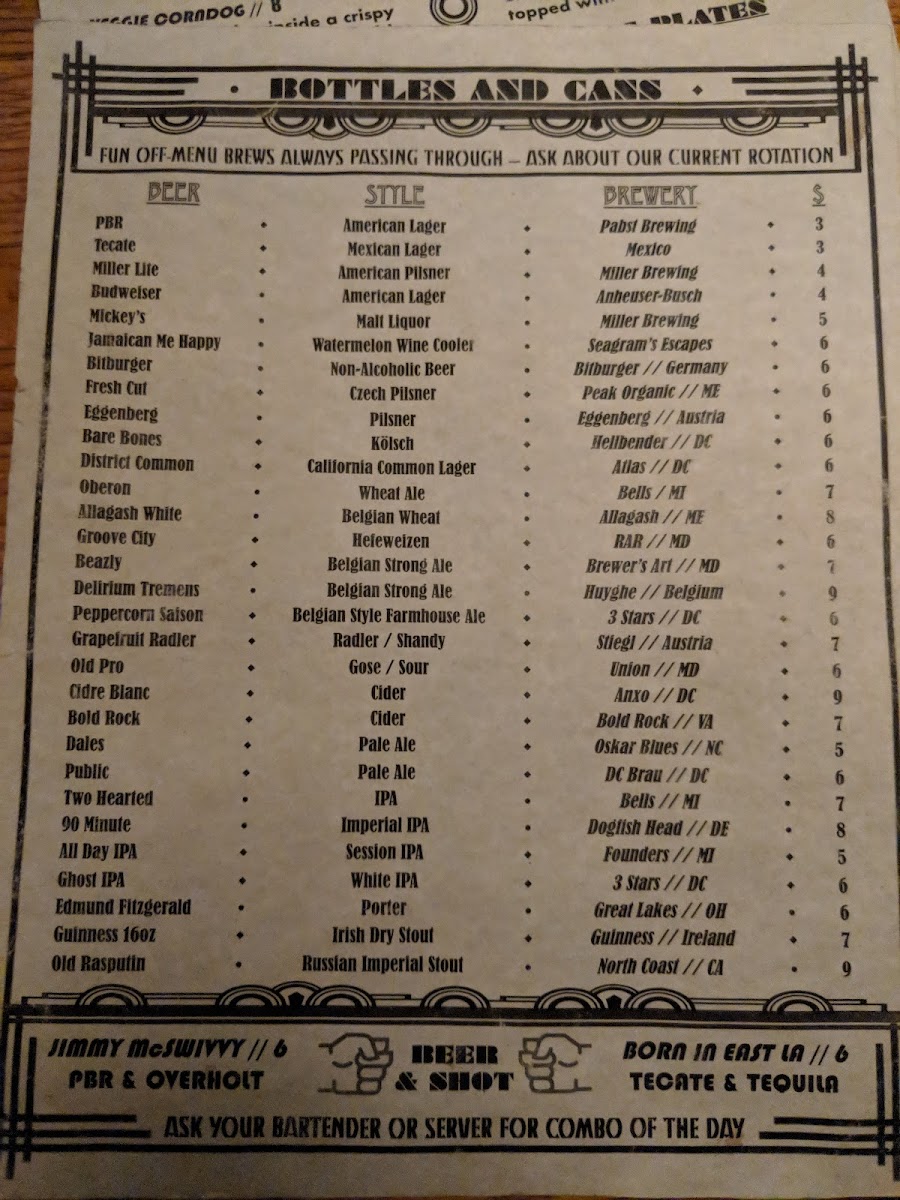 VEGGIE CORNDOG // 8
inside a crispy
topped
PLATES
BOTTLES AND CANS
FUN OFF-MENU BREWS ALWAYS PASSING THROUGH – ASK ABOUT OUR CURRENT ROTATION
BEER STYLE BREWERY $
PBR American Lager Pabst Brewing 3
Tecate Mexican Lager Mexico 3
Miller Lite American Pilsner Miller Brewing 4
Budweiser American Lager Anheuser-Busch 4
Mickey's Malt Liquor Miller Brewing 5
Jamaican Me Happy Watermelon Wine Cooler Seagram's Escapes 6
Bitburger Non-Alcoholic Beer Bitburger // Germany 6
Fresh Cut Czech Pilsner Peak Organic // ME 6
Eggenberg Pilsner Eggenberg // Austria 6
Bare Bones Kölsch Hellbender // DC 6
District Common California Common Lager Atlas // DC 6
Oberon Wheat Ale Bells / MI 7
Allagash White Belgian Wheat Allagash // ME 8
Groove City Hefeweizen RAR // MD 6
Beazly Belgian Strong Ale Brewer's Art // MD 7
Delirium Tremens Belgian Strong Ale Huyghe // Belgium 9
Peppercorn Saison Belgian Style Farmhouse Ale 3 Stars // DC 6
Grapefruit Radler Radler / Shandy Stiegl // Austria 7
Old Pro Gose / Sour Union // MD 6
Cidre Blanc Cider Anxo // DC 9
Bold Rock Cider Bold Rock // VA 7
Dales Pale Ale Oskar Blues // NC 5
Public Pale Ale DC Brau // DC 6
Two Hearted IPA Bells // MI 7
90 Minute Imperial IPA Dogfish Head // DE 8
All Day IPA Session IPA Founders // MI 5
Ghost IPA White IPA 3 Stars // DC 6
Edmund Fitzgerald Porter Great Lakes // OH 6
Guinness 16oz Irish Dry Stout Guinness // Ireland 7
Old Rasputin Russian Imperial Stout North Coast // CA 9
JIMMY McSWIVVY // 6 BEER BORN IN EAST LA // 6
PBR & OVERHOLT & SHOT TECATE & TEQUILA
ASK YOUR BARTENDER OR SERVER FOR COMBO OF THE DAY